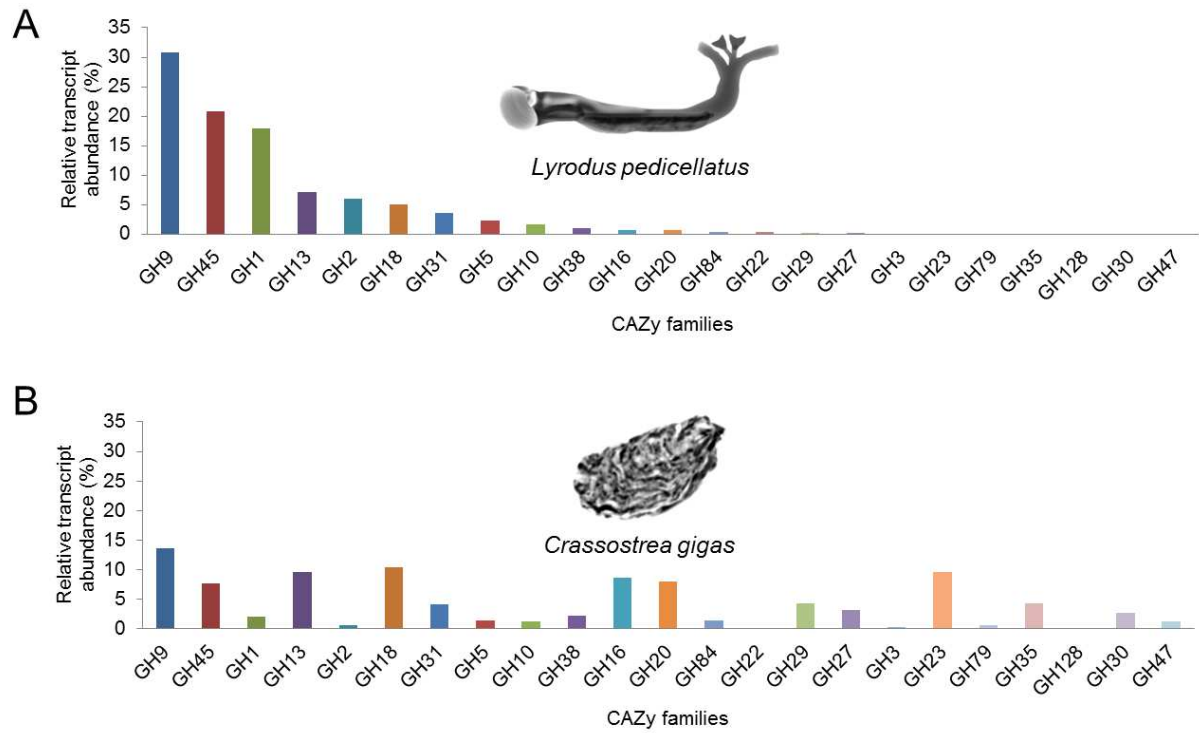 A
Relative transcript
abundance (%)
35
30
25
20
15
10
5
0
Lyrodus pedicellatus
GH9
GH45
GH1
GH13
GH2
GH18
GH31
GH5
GH10
GH38
GH16
GH20
GH84
GH22
GH29
GH27
GH3
GH23
GH79
GH35
GH128
GH30
GH47
CAZy families
B
Relative transcript
abundance (%)
35
30
25
20
15
10
5
0
Crassostrea gigas
GH9
GH45
GH1
GH13
GH2
GH18
GH31
GH5
GH10
GH38
GH16
GH20
GH84
GH22
GH29
GH27
GH3
GH23
GH79
GH35
GH128
GH30
GH47
CAZy families